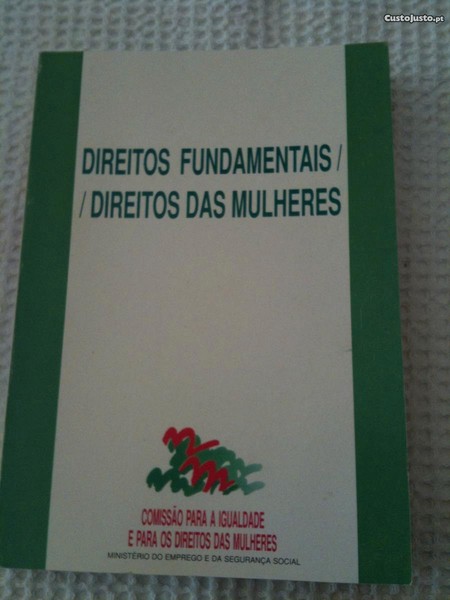 CustoJusto.pt
DIREITOS FUNDAMENTAIS/
/DIREITOS DAS MULHERES
COMISSÃO PARA A IGUALDADE
E PARA OS DIREITOS DAS MULHERES
MINISTÉRIO DO EMPREGO E DA SEGURANÇA SOCIAL